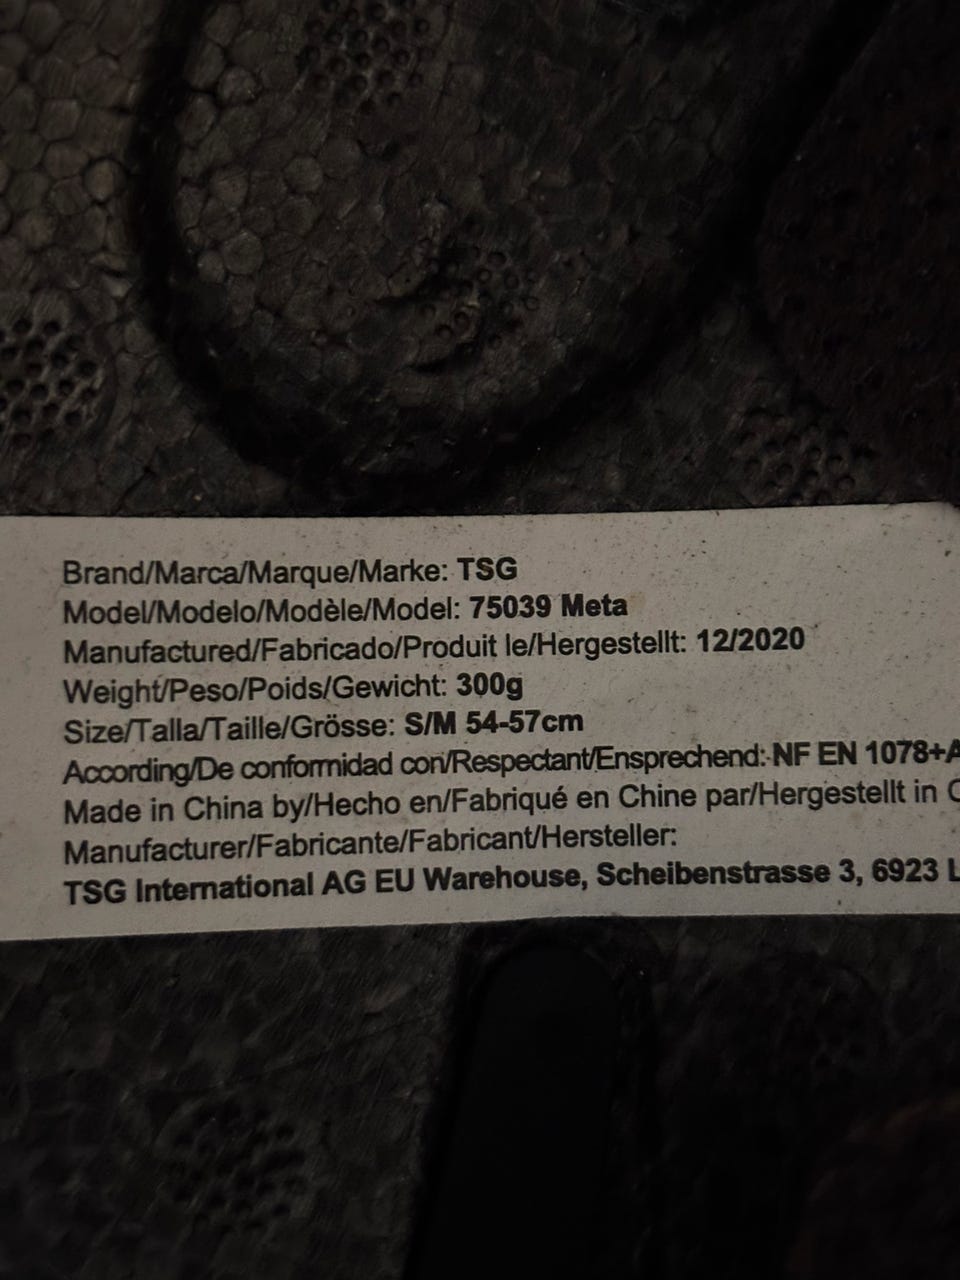 Brand/Marca/Marque/Marke: TSG
Model/Modelo/Modèle/Model: 75039 Meta
Manufactured/Fabricado/Produit le/Hergestellt: 12/2020
Weight/Peso/Poids/Gewicht: 300g
Size/Talla/Taille/Grösse: S/M 54-57cm
According/De conformidad con/Respectant/Ensprechend: NF EN 1078+A
Made in China by/Hecho en/Fabriqué en Chine par/Hergestellt in C
Manufacturer/Fabricante/Fabricant/Hersteller:
TSG International AG EU Warehouse, Scheibenstrasse 3, 6923 L